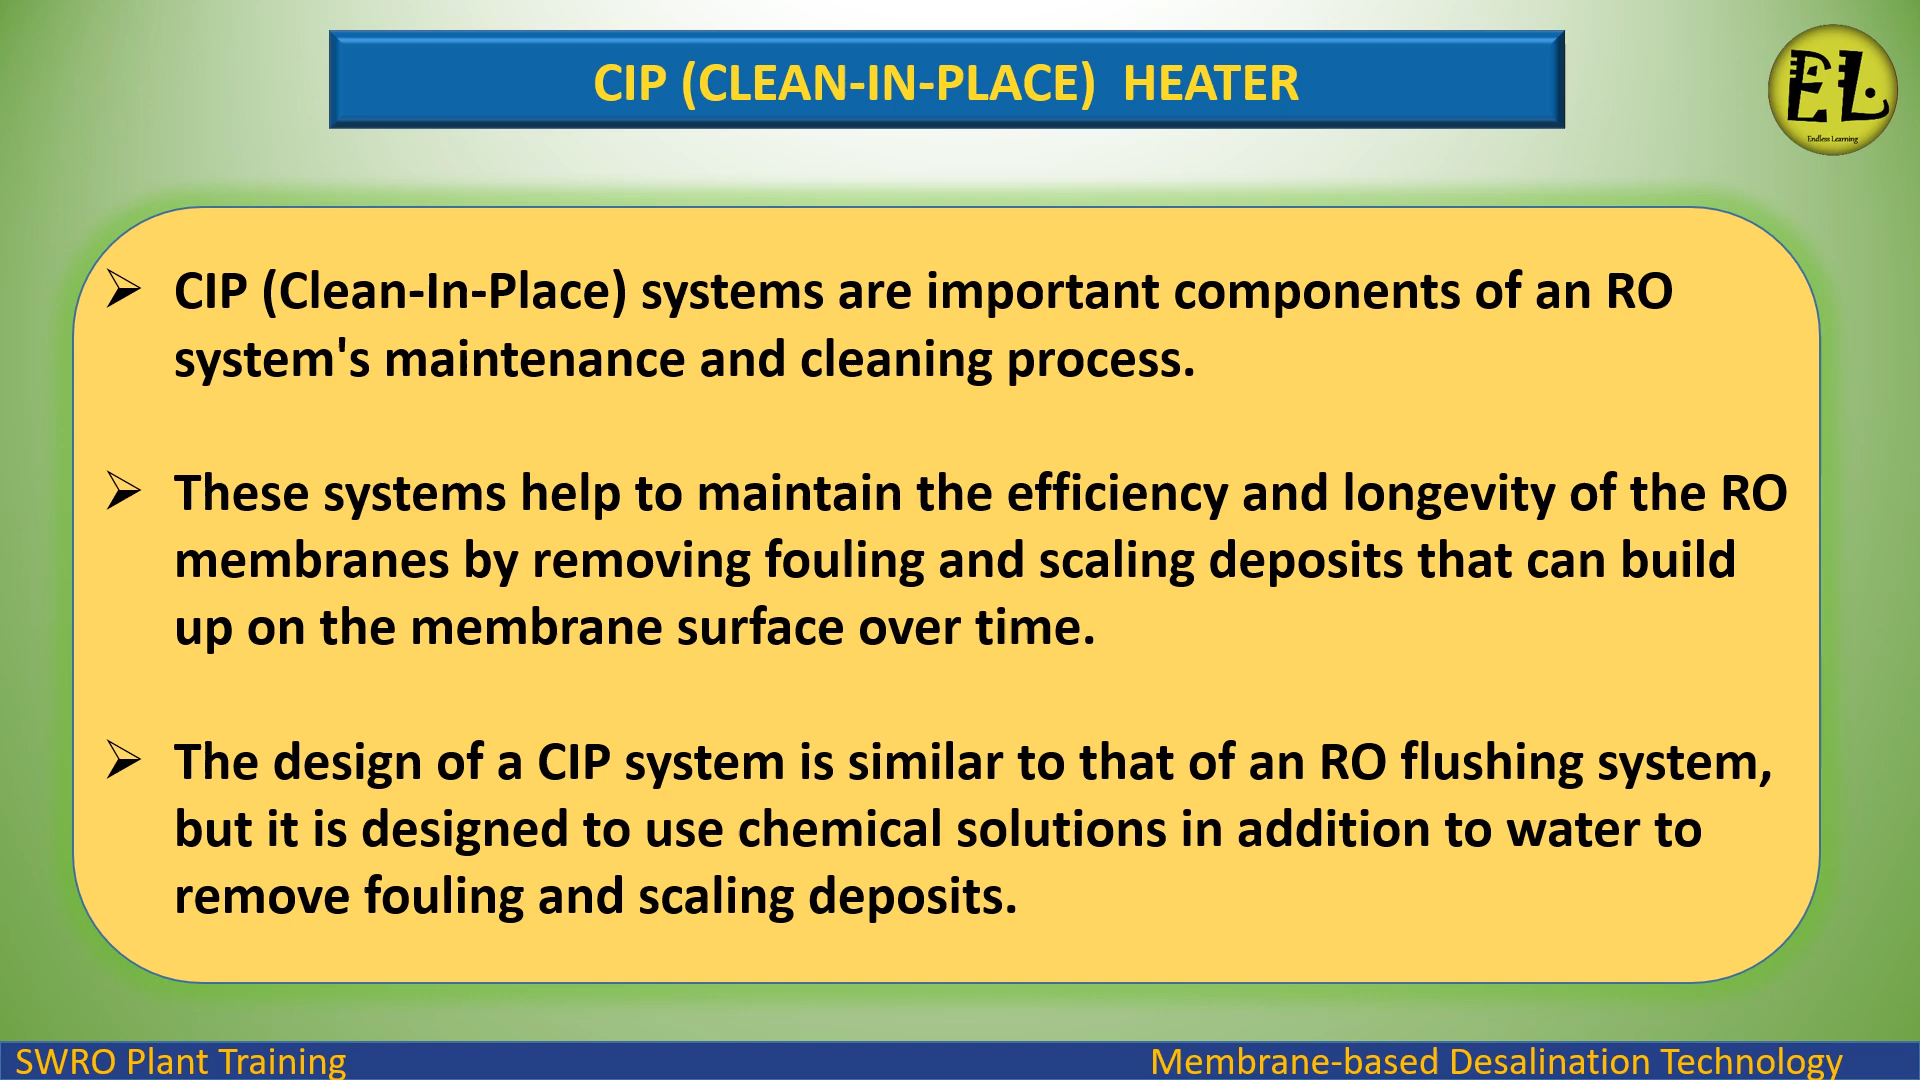 CIP (CLEAN-IN-PLACE) HEATER
EL
Endless Learning
➢ CIP (Clean-In-Place) systems are important components of an RO
system's maintenance and cleaning process.
➢ These systems help to maintain the efficiency and longevity of the RO
membranes by removing fouling and scaling deposits that can build
up on the membrane surface over time.
➢ The design of a CIP system is similar to that of an RO flushing system,
but it is designed to use chemical solutions in addition to water to
remove fouling and scaling deposits.
SWRO Plant Training
Membrane-based Desalination Technology